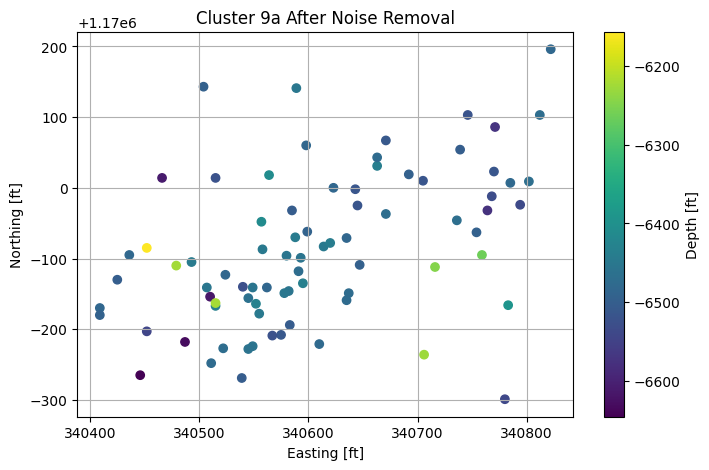 Cluster 9a After Noise Removal
+1.17e6
200
100
0
−100
−200
−300
Northing [ft]
340400 340500 340600 340700 340800
Easting [ft]
−6200
−6300
−6400
−6500
−6600
Depth [ft]